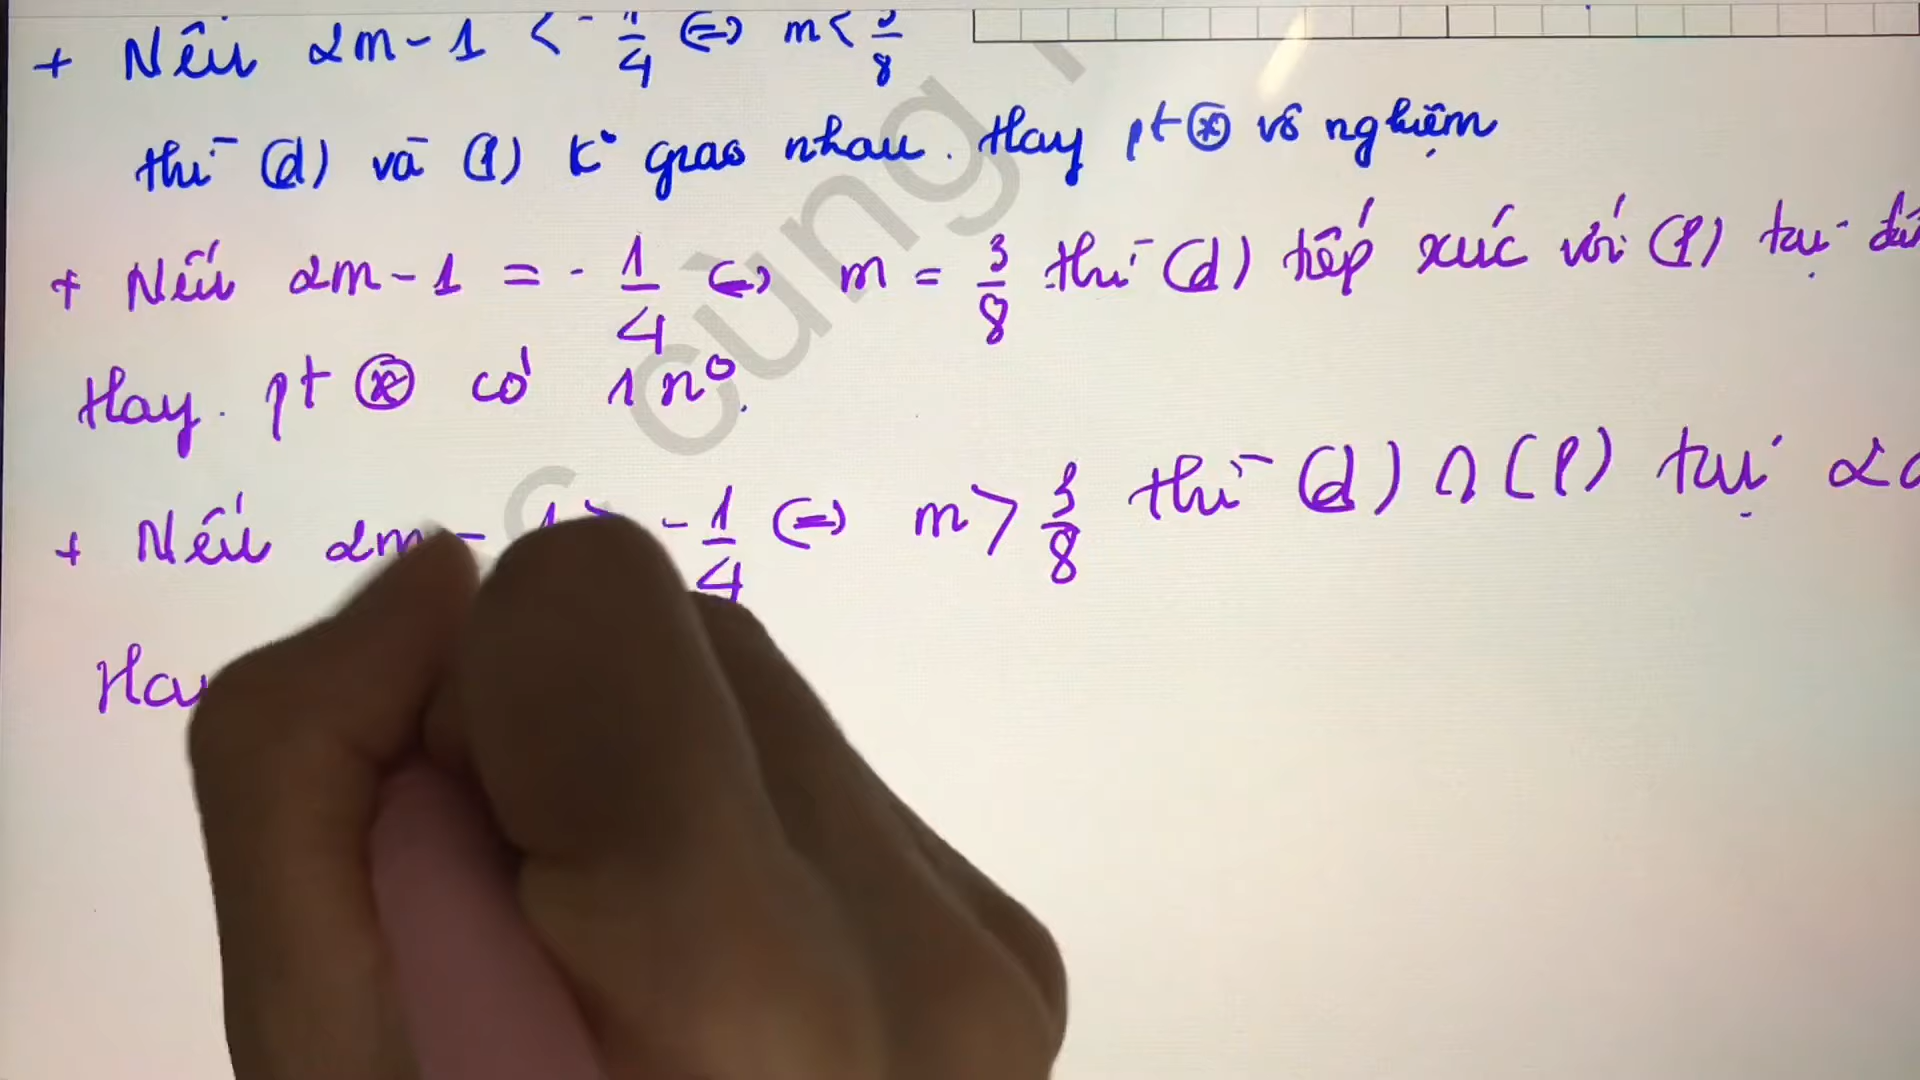 + Nếu 2m - 1 < - 1/4 ⇔ m < 3/8
thì (d) và (P) k° giao nhau. Hay pt ⊛ vô nghiệm
+ Nếu 2m - 1 = - 1/4 ⇔ m = 3/8 thì (d) tiếp xúc với (P) tại
Hay pt ⊛ có 1 n°.
+ Nếu 2m - 1 > - 1/4 ⇔ m > 3/8 thì (d) ∩ (P) tại 2
cùng